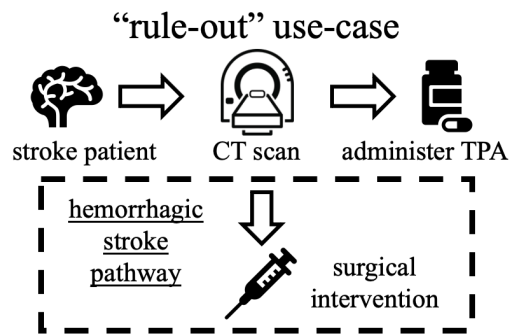 “rule-out” use-case
stroke patient
CT scan
administer TPA
hemorrhagic
stroke
pathway
surgical
intervention